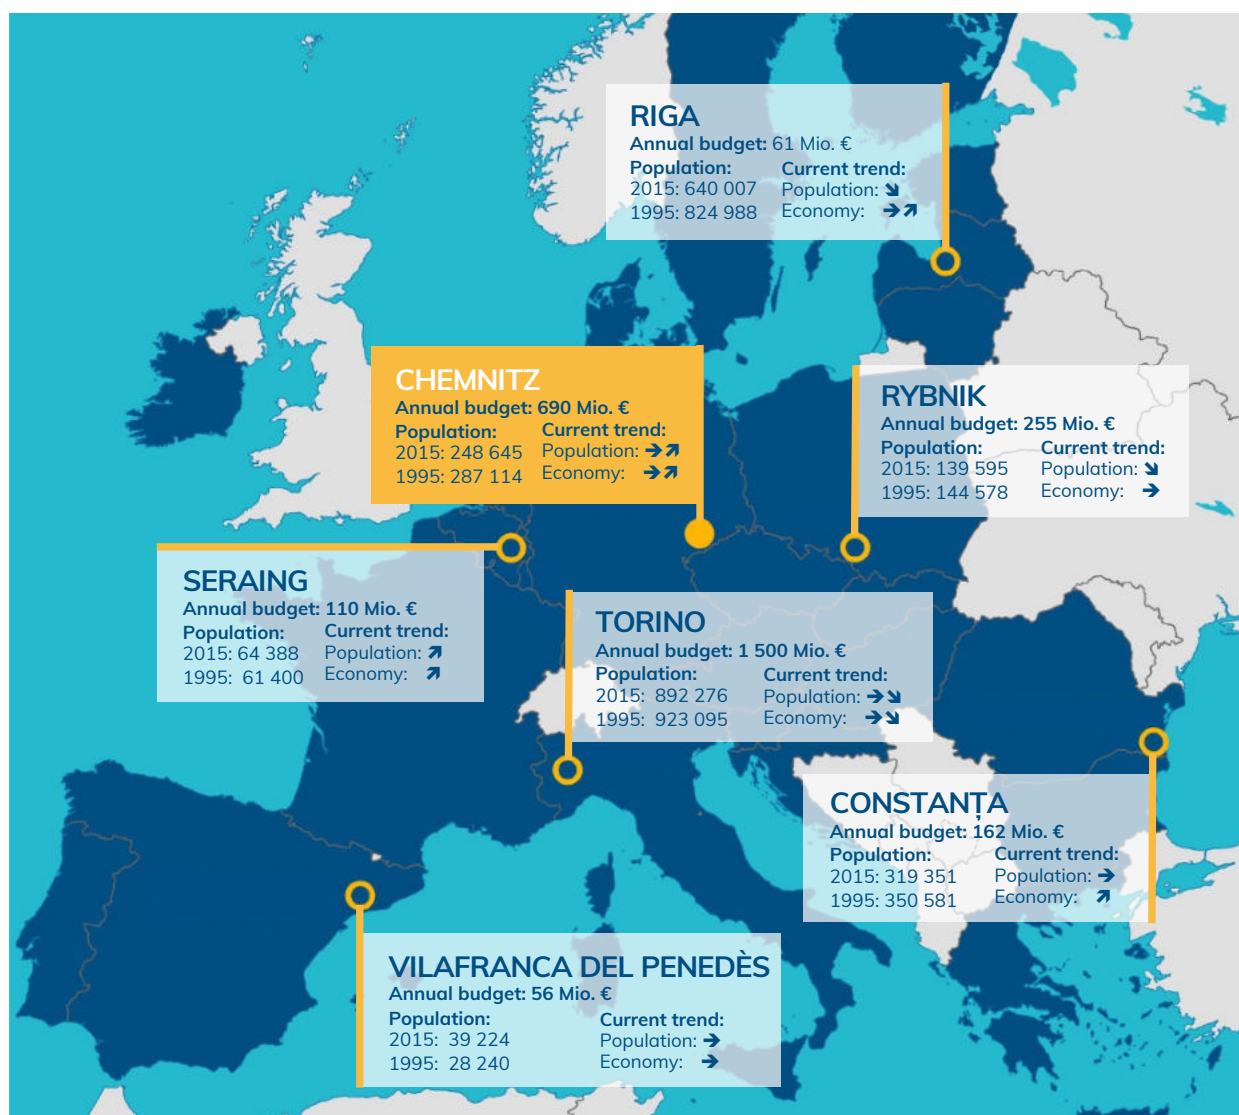 RIGA
Annual budget: 61 Mio. €
Population: Current trend:
2015: 640 007 Population: ➔
1995: 824 988 Economy: ➔➔
CHEMNITZ
Annual budget: 690 Mio. €
Population: Current trend:
2015: 248 645 Population: ➔➔
1995: 287 114 Economy: ➔➔
RYBNIK
Annual budget: 255 Mio. €
Population: Current trend:
2015: 139 595 Population: ➔
1995: 144 578 Economy: ➔
SERAING
Annual budget: 110 Mio. €
Population: Current trend:
2015: 64 388 Population: ➔
1995: 61 400 Economy: ➔
TORINO
Annual budget: 1 500 Mio. €
Population: Current trend:
2015: 892 276 Population: ➔➔
1995: 923 095 Economy: ➔➔
CONSTANȚA
Annual budget: 162 Mio. €
Population: Current trend:
2015: 319 351 Population: ➔
1995: 350 581 Economy: ➔
VILAFRANCA DEL PENEDÈS
Annual budget: 56 Mio. €
Population: Current trend:
2015: 39 224 Population: ➔
1995: 28 240 Economy: ➔